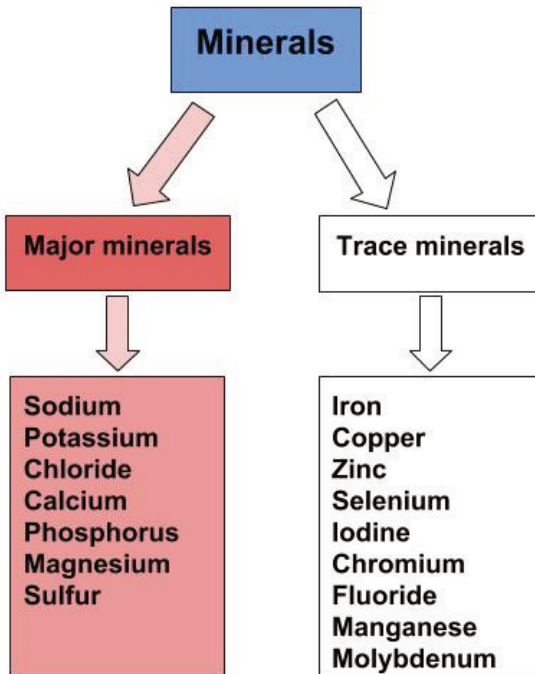 Minerals
Major minerals
Trace minerals
Sodium
Potassium
Chloride
Calcium
Phosphorus
Magnesium
Sulfur
Iron
Copper
Zinc
Selenium
Iodine
Chromium
Fluoride
Manganese
Molybdenum